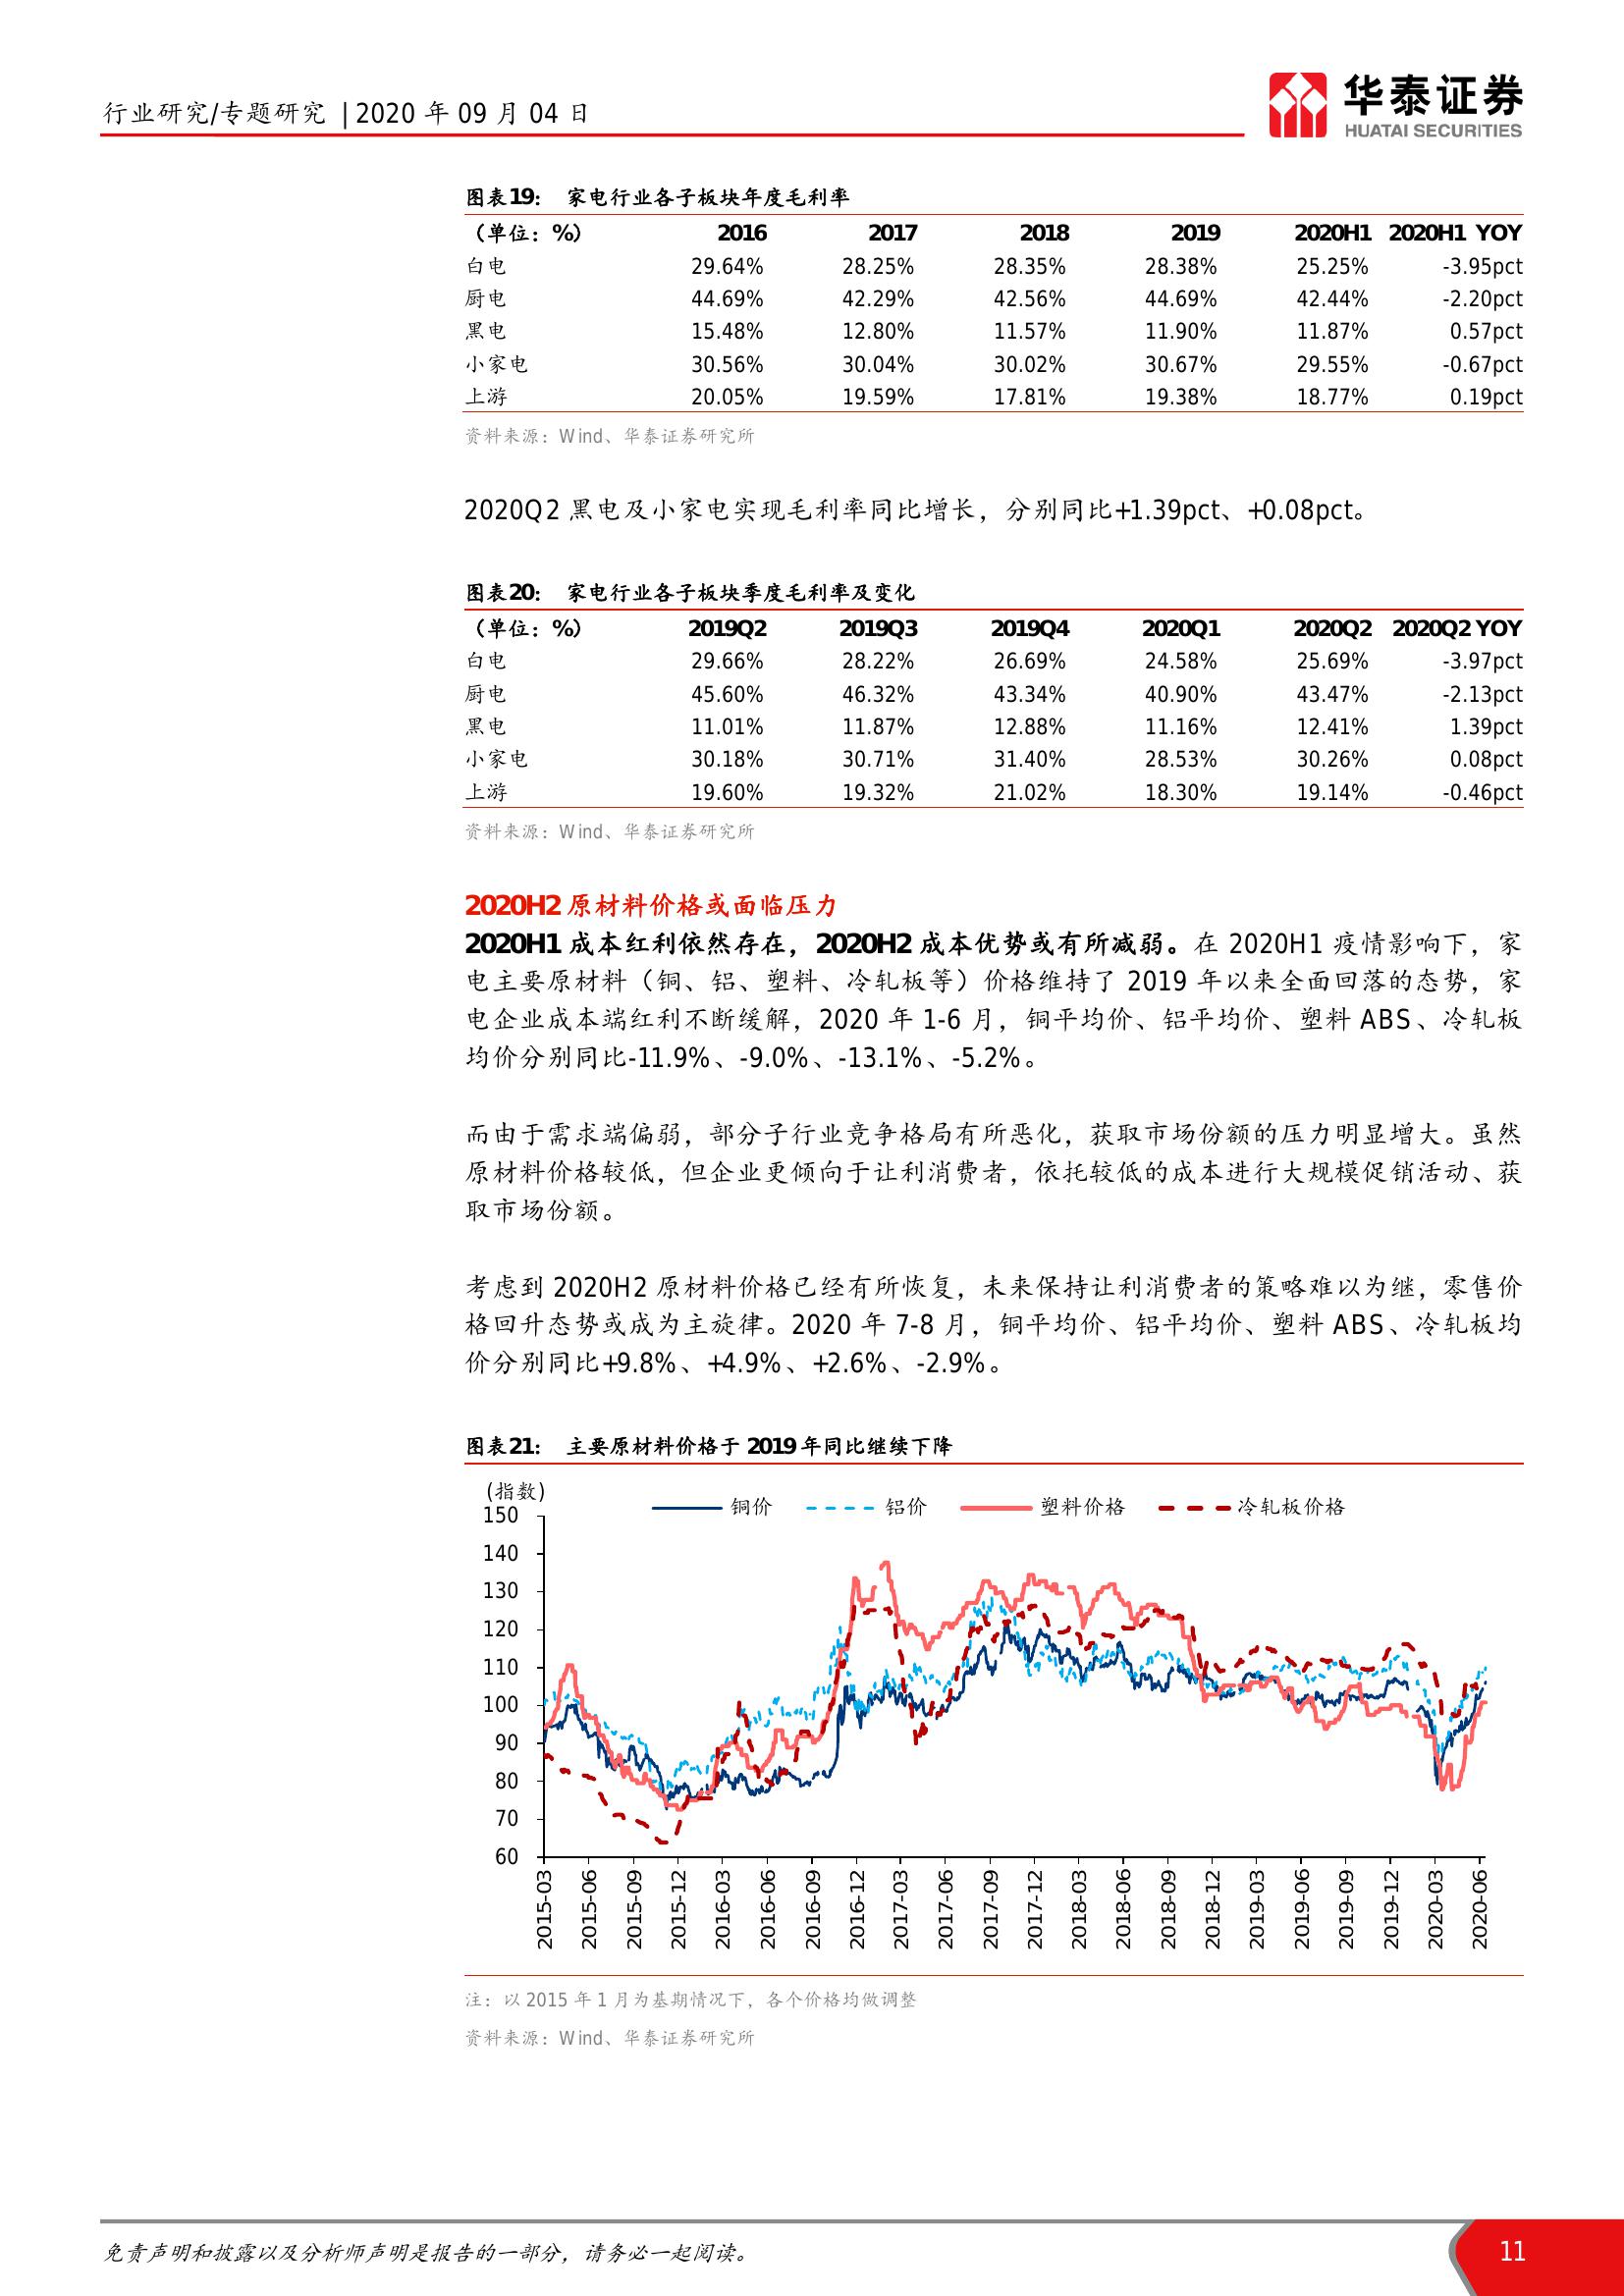 行业研究/专题研究 | 2020 年 09 月 04 日
华泰证券
HUATAI SECURITIES
图表19： 家电行业各子板块年度毛利率
（单位：%） 2016 2017 2018 2019 2020H1 2020H1 YOY
白电 29.64% 28.25% 28.35% 28.38% 25.25% -3.95pct
厨电 44.69% 42.29% 42.56% 44.69% 42.44% -2.20pct
黑电 15.48% 12.80% 11.57% 11.90% 11.87% 0.57pct
小家电 30.56% 30.04% 30.02% 30.67% 29.55% -0.67pct
上游 20.05% 19.59% 17.81% 19.38% 18.77% 0.19pct
资料来源：Wind、华泰证券研究所
2020Q2 黑电及小家电实现毛利率同比增长，分别同比+1.39pct、+0.08pct。
图表20： 家电行业各子板块季度毛利率及变化
（单位：%） 2019Q2 2019Q3 2019Q4 2020Q1 2020Q2 2020Q2 YOY
白电 29.66% 28.22% 26.69% 24.58% 25.69% -3.97pct
厨电 45.60% 46.32% 43.34% 40.90% 43.47% -2.13pct
黑电 11.01% 11.87% 12.88% 11.16% 12.41% 1.39pct
小家电 30.18% 30.71% 31.40% 28.53% 30.26% 0.08pct
上游 19.60% 19.32% 21.02% 18.30% 19.14% -0.46pct
资料来源：Wind、华泰证券研究所
2020H2 原材料价格或面临压力
2020H1 成本红利依然存在，2020H2 成本优势或有所减弱。在 2020H1 疫情影响下，家
电主要原材料（铜、铝、塑料、冷轧板等）价格维持了 2019 年以来全面回落的态势，家
电企业成本端红利不断缓解，2020 年 1-6 月，铜平均价、铝平均价、塑料 ABS、冷轧板
均价分别同比-11.9%、-9.0%、-13.1%、-5.2%。
而由于需求端偏弱，部分子行业竞争格局有所恶化，获取市场份额的压力明显增大。虽然
原材料价格较低，但企业更倾向于让利消费者，依托较低的成本进行大规模促销活动、获
取市场份额。
考虑到 2020H2 原材料价格已经有所恢复，未来保持让利消费者的策略难以为继，零售价
格回升态势或成为主旋律。2020 年 7-8 月，铜平均价、铝平均价、塑料 ABS、冷轧板均
价分别同比+9.8%、+4.9%、+2.6%、-2.9%。
图表21： 主要原材料价格于 2019 年同比继续下降
(指数)
铜价 铝价 塑料价格 冷轧板价格
150
140
130
120
110
100
90
80
70
60
2015-03 2015-06 2015-09 2015-12 2016-03 2016-06 2016-09 2016-12 2017-03 2017-06 2017-09 2017-12 2018-03 2018-06 2018-09 2018-12 2019-03 2019-06 2019-09 2019-12 2020-03 2020-06
注：以 2015 年 1 月为基期情况下，各个价格均做调整
资料来源：Wind、华泰证券研究所
免责声明和披露以及分析师声明是报告的一部分，请务必一起阅读。
11